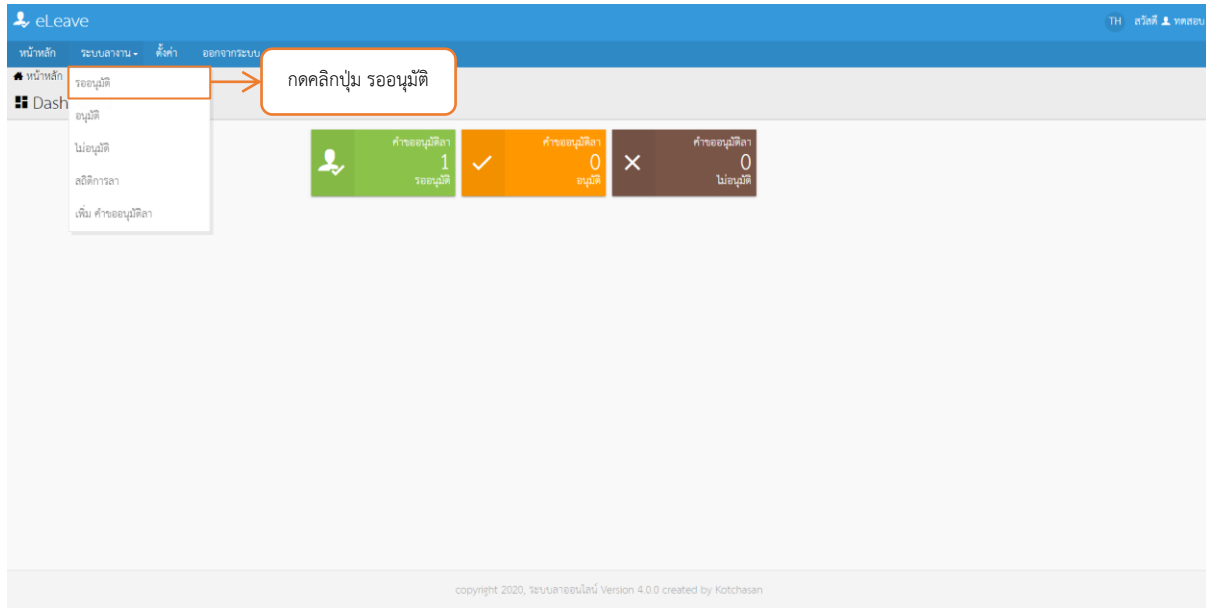 eLeave
TH สวัสดี ทดสอบ
หน้าหลัก ระบบลางาน ตั้งค่า ออกจากระบบ
หน้าหลัก
Dash
รออนุมัติ
อนุมัติ
ไม่อนุมัติ
สถิติการลา
เพิ่ม คำขออนุมัติลา
กดคลิกปุ่ม รออนุมัติ
คำขออนุมัติลา
1
รออนุมัติ
คำขออนุมัติลา
0
อนุมัติ
คำขออนุมัติลา
0
ไม่อนุมัติ
copyright 2020, ระบบลาออนไลน์ Version 4.0.0 created by Kotchasan